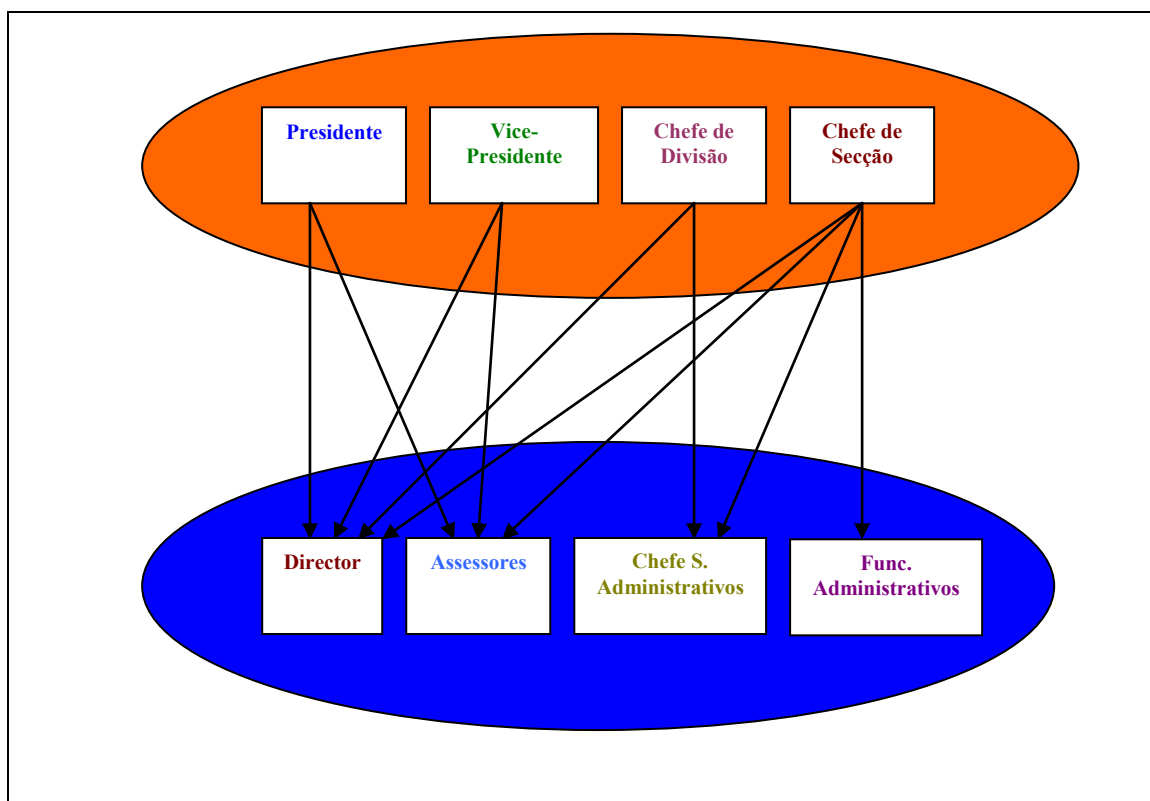 Presidente
Vice-
Presidente
Chefe de
Divisão
Chefe de
Secção
Director
Assessores
Chefe S.
Administrativos
Func.
Administrativos